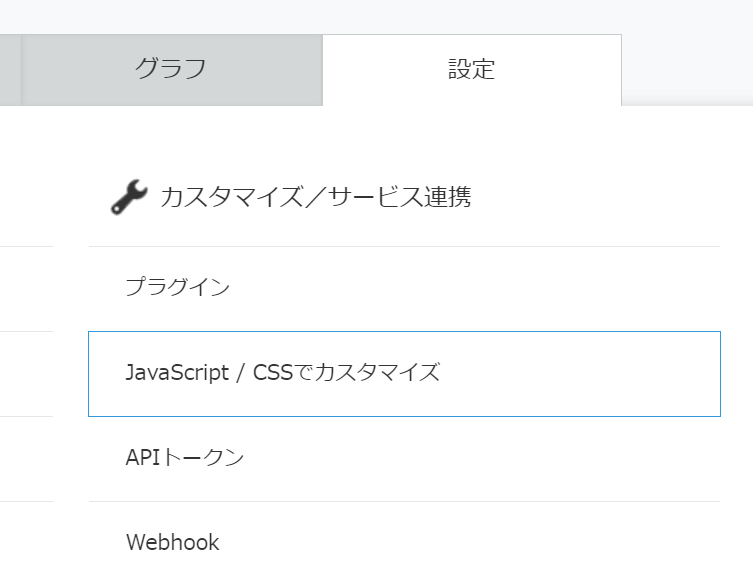 グラフ
設定
カスタマイズ／サービス連携
プラグイン
JavaScript / CSSでカスタマイズ
APIトークン
Webhook